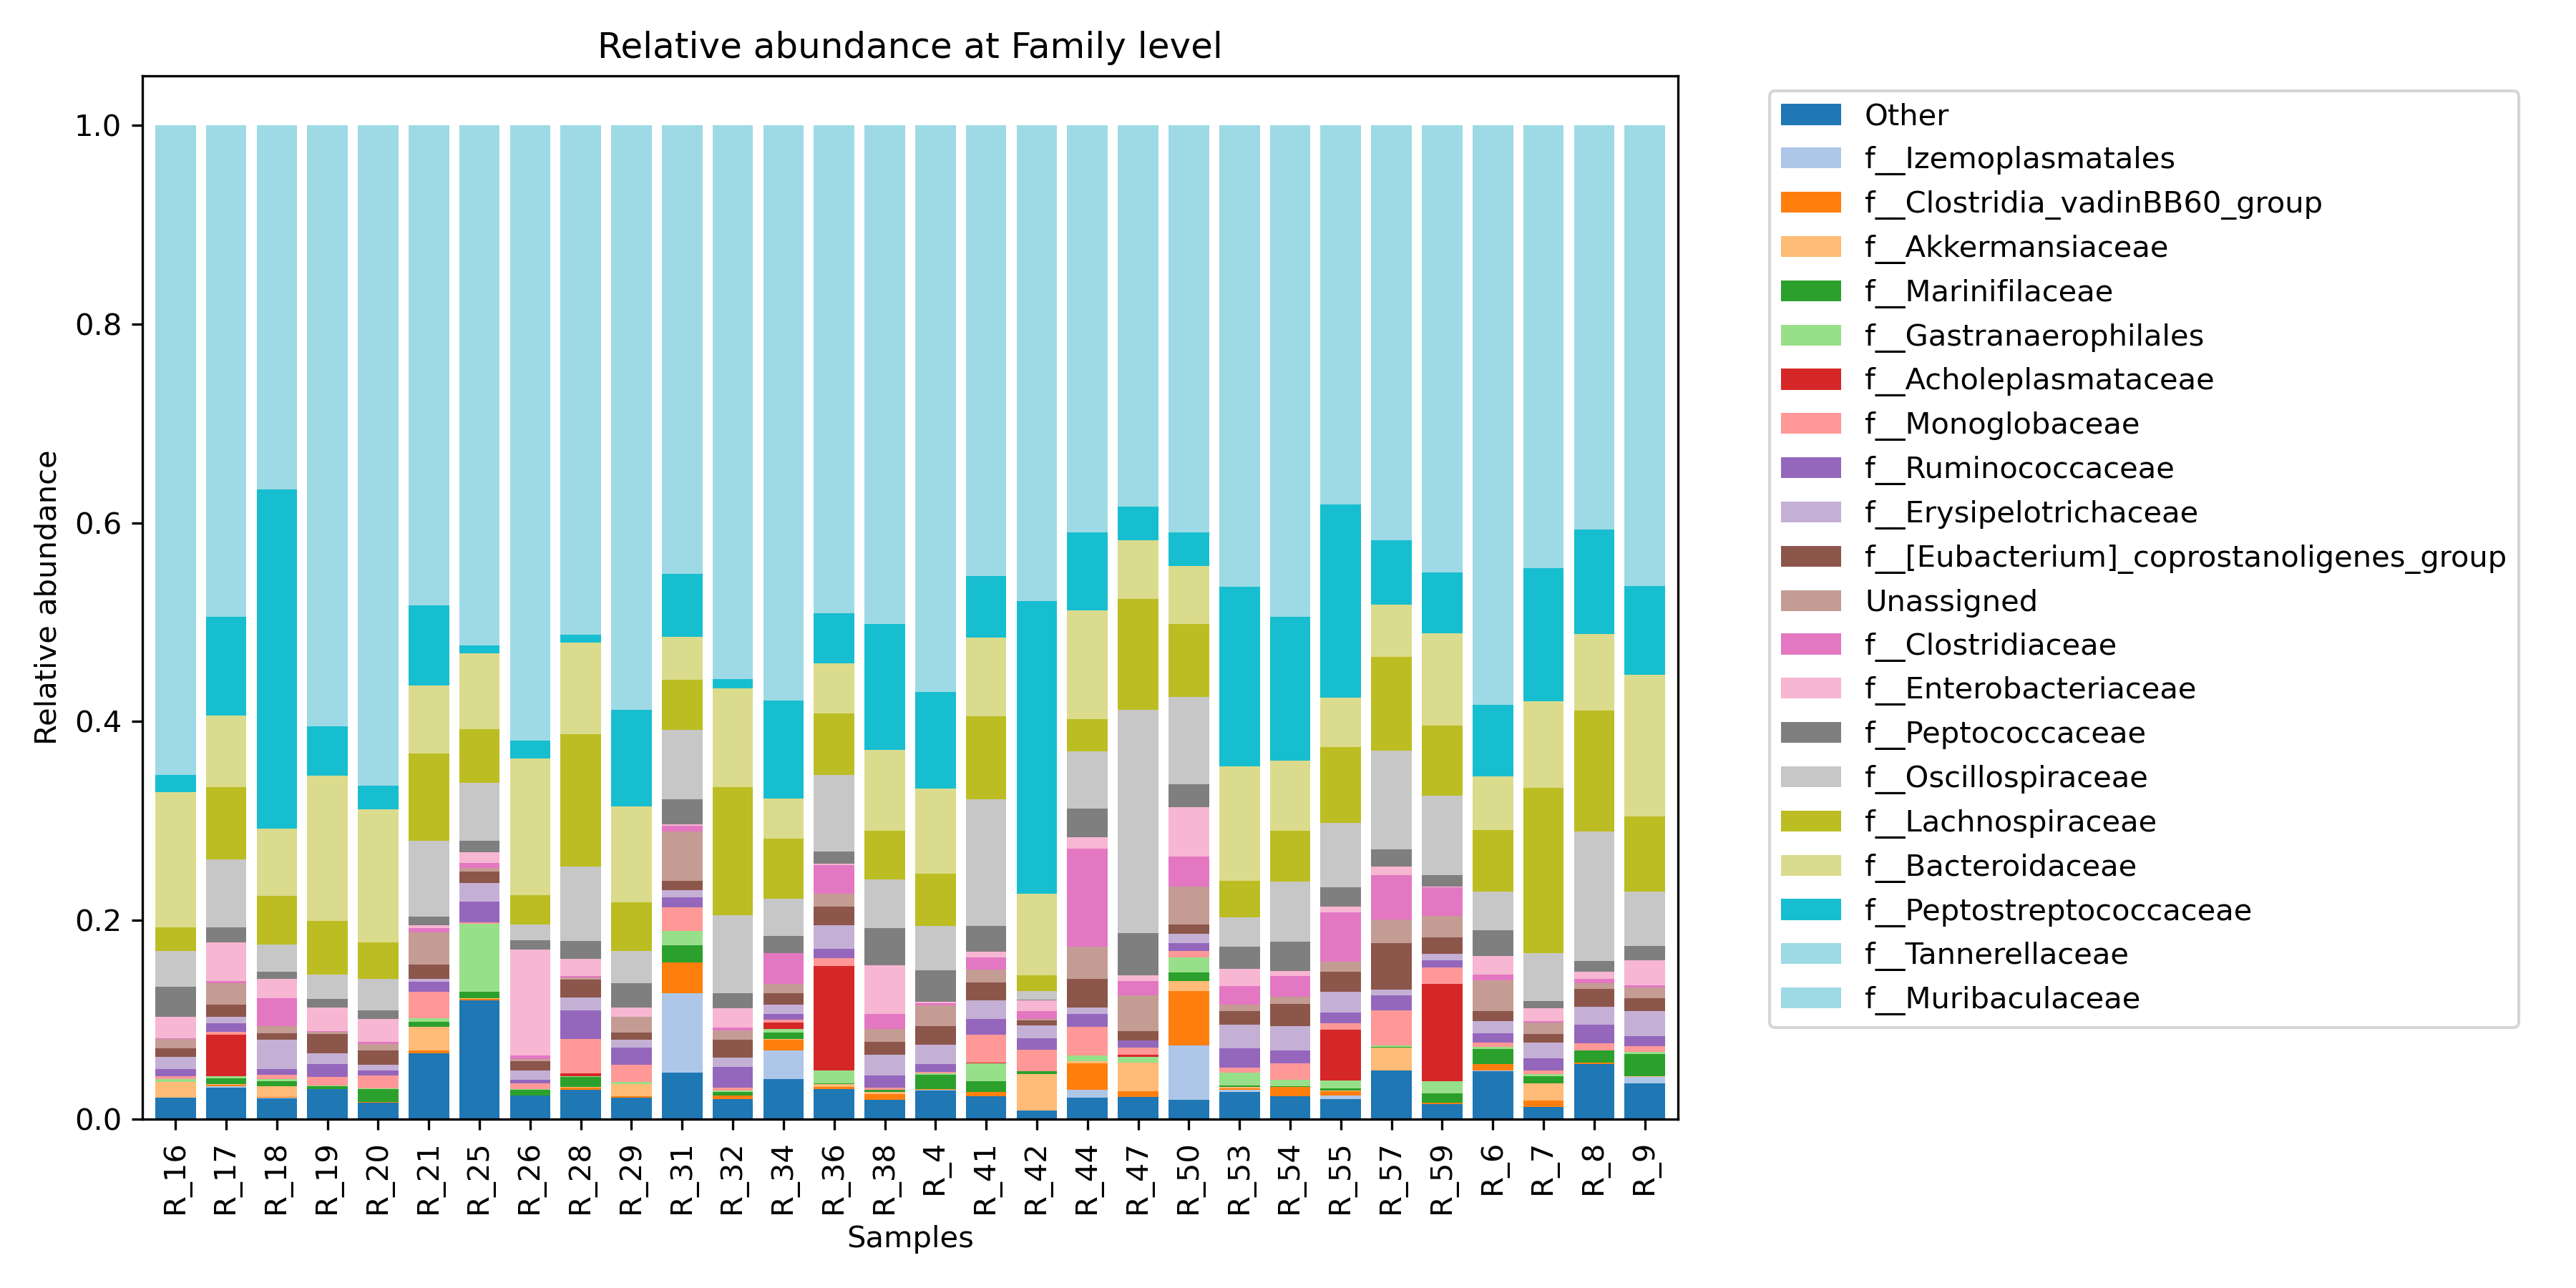 Relative abundance at Family level
1.0
0.8
0.6
0.4
0.2
0.0
Relative abundance
R_16
R_17
R_18
R_19
R_20
R_21
R_25
R_26
R_28
R_29
R_31
R_32
R_34
R_36
R_38
R_4
R_41
R_42
R_44
R_47
R_50
R_53
R_54
R_55
R_57
R_59
R_6
R_7
R_8
R_9
Samples
Other
f__Izemoplasmatales
f__Clostridia_vadinBB60_group
f__Akkermansiaceae
f__Marinifilaceae
f__Gastranaerophilales
f__Acholeplasmataceae
f__Monoglobaceae
f__Ruminococcaceae
f__Erysipelotrichaceae
f__[Eubacterium]_coprostanoligenes_group
Unassigned
f__Clostridiaceae
f__Enterobacteriaceae
f__Peptococcaceae
f__Oscillospiraceae
f__Lachnospiraceae
f__Bacteroidaceae
f__Peptostreptococcaceae
f__Tannerellaceae
f__Muribaculaceae